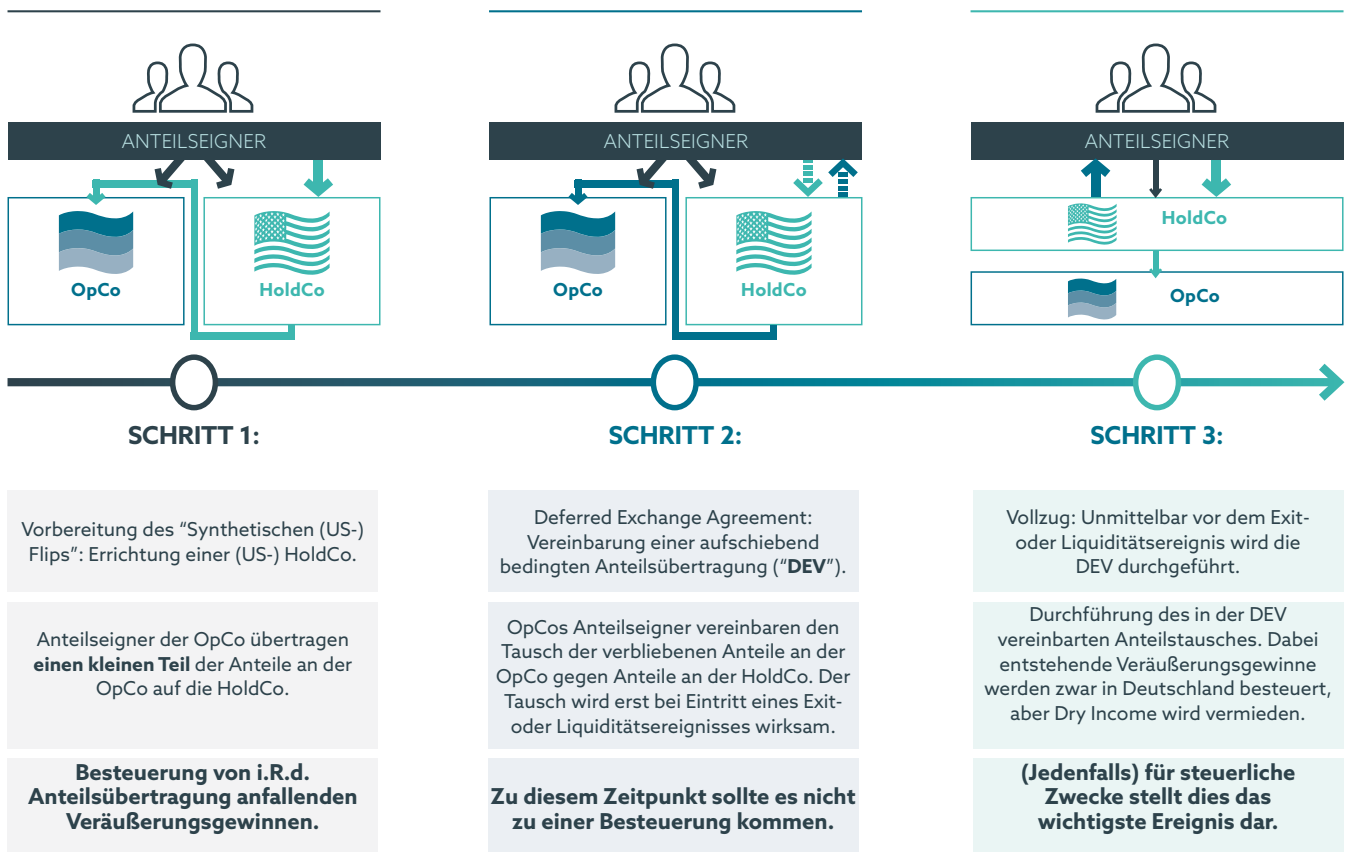 ANTEILSEIGNER
OpCo
HoldCo
SCHRITT 1:
Vorbereitung des “Synthetischen (US-)
Flips”: Errichtung einer (US-) HoldCo.
Anteilseigner der OpCo übertragen
einen kleinen Teil der Anteile an der
OpCo auf die HoldCo.
Besteuerung von i.R.d.
Anteilsübertragung anfallenden
Veräußerungsgewinnen.
ANTEILSEIGNER
OpCo
HoldCo
SCHRITT 2:
Deferred Exchange Agreement:
Vereinbarung einer aufschiebend
bedingten Anteilsübertragung (“DEV”).
OpCos Anteilseigner vereinbaren den
Tausch der verbliebenen Anteile an der
OpCo gegen Anteile an der HoldCo. Der
Tausch wird erst bei Eintritt eines Exit-
oder Liquiditätsereignisses wirksam.
Zu diesem Zeitpunkt sollte es nicht
zu einer Besteuerung kommen.
ANTEILSEIGNER
HoldCo
OpCo
SCHRITT 3:
Vollzug: Unmittelbar vor dem Exit-
oder Liquiditätsereignis wird die
DEV durchgeführt.
Durchführung des in der DEV
vereinbarten Anteilstausches. Dabei
entstehende Veräußerungsgewinne
werden zwar in Deutschland besteuert,
aber Dry Income wird vermieden.
(Jedenfalls) für steuerliche
Zwecke stellt dies das
wichtigste Ereignis dar.